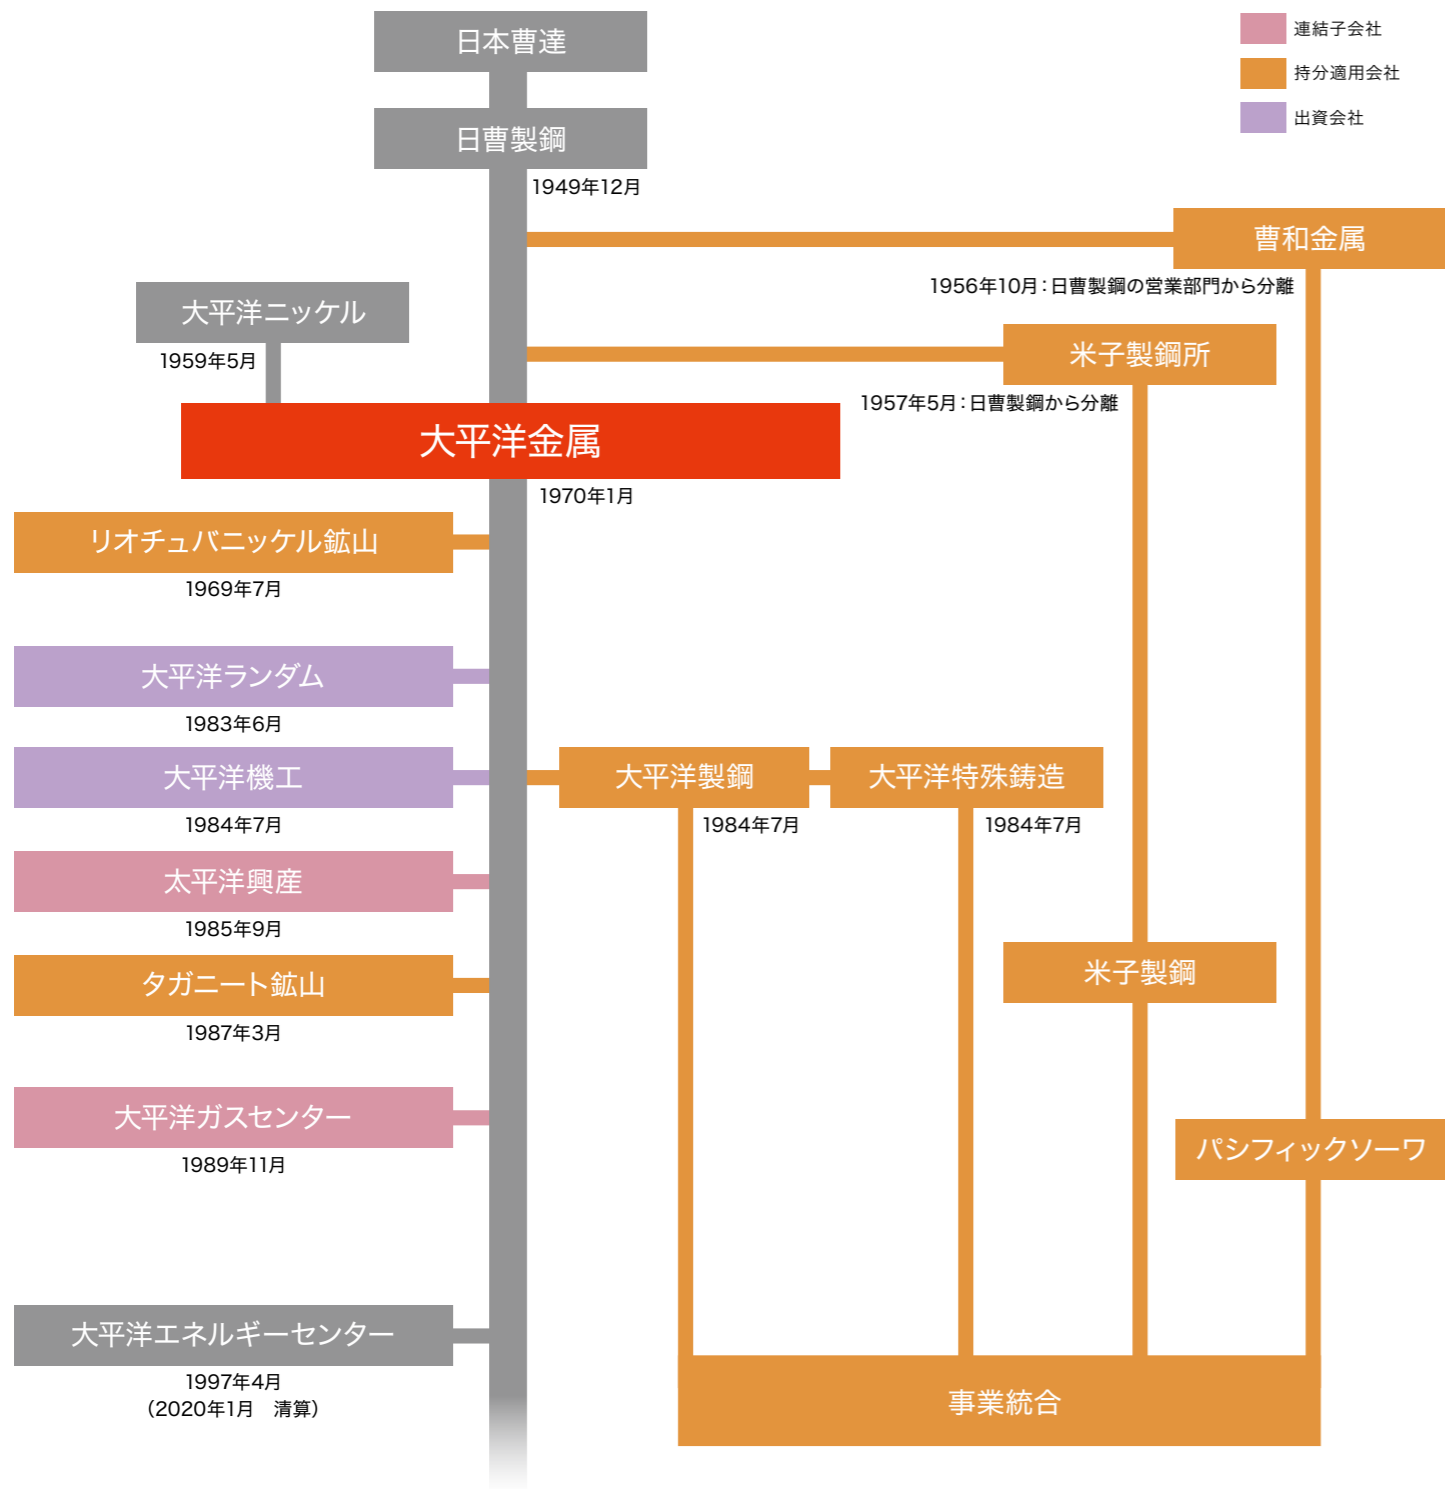 日本曹達
日曹製鋼
1949年12月
連結子会社
持分適用会社
出資会社
曹和金属
1956年10月：日曹製鋼の営業部門から分離
大平洋ニッケル
1959年5月
米子製鋼所
1957年5月：日曹製鋼から分離
大平洋金属
1970年1月
リオチュバニッケル鉱山
1969年7月
大平洋ランダム
1983年6月
大平洋機工
1984年7月
大平洋製鋼
1984年7月
大平洋特殊鋳造
1984年7月
太平洋興産
1985年9月
タガニート鉱山
1987年3月
米子製鋼
大平洋ガスセンター
1989年11月
パシフィックソーワ
大平洋エネルギーセンター
1997年4月
（2020年1月　清算）
事業統合